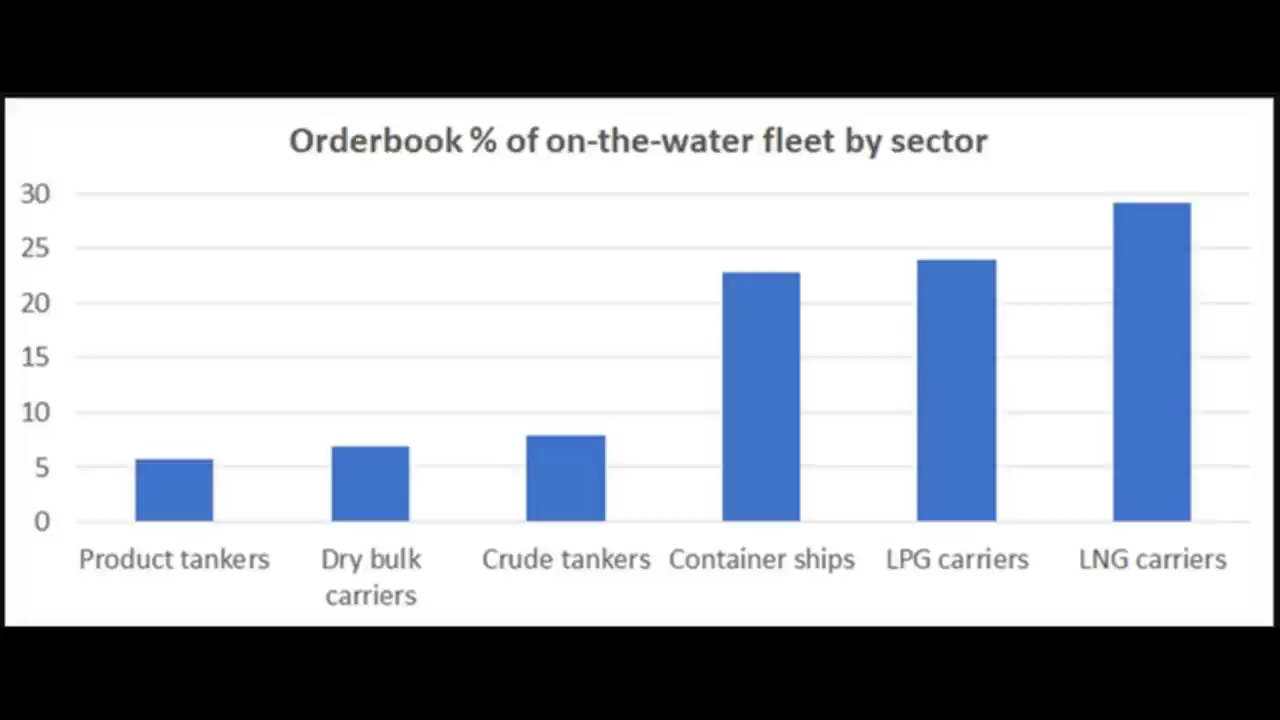 Orderbook % of on-the-water fleet by sector
30
25
20
15
10
5
0
Product tankers
Dry bulk
carriers
Crude tankers
Container ships
LPG carriers
LNG carriers